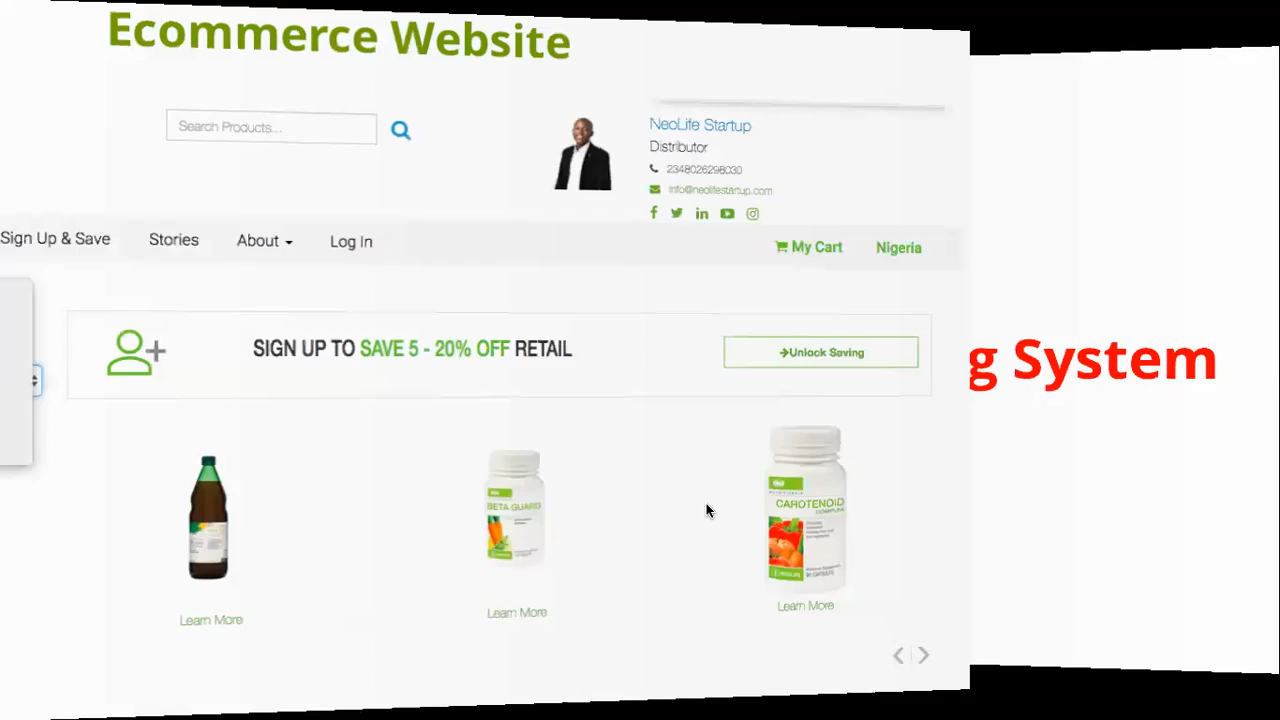 Ecommerce Website
Search Products...
NeoLife Startup
Distributor
2348026298030
info@neolifestartup.com
Sign Up & Save
Stories
About
Log In
My Cart
Nigeria
SIGN UP TO SAVE 5 - 20% OFF RETAIL
Unlock Saving
g System
BETA GUARD
CAROTENOID
COMPLEX
Learn More
Learn More
Learn More